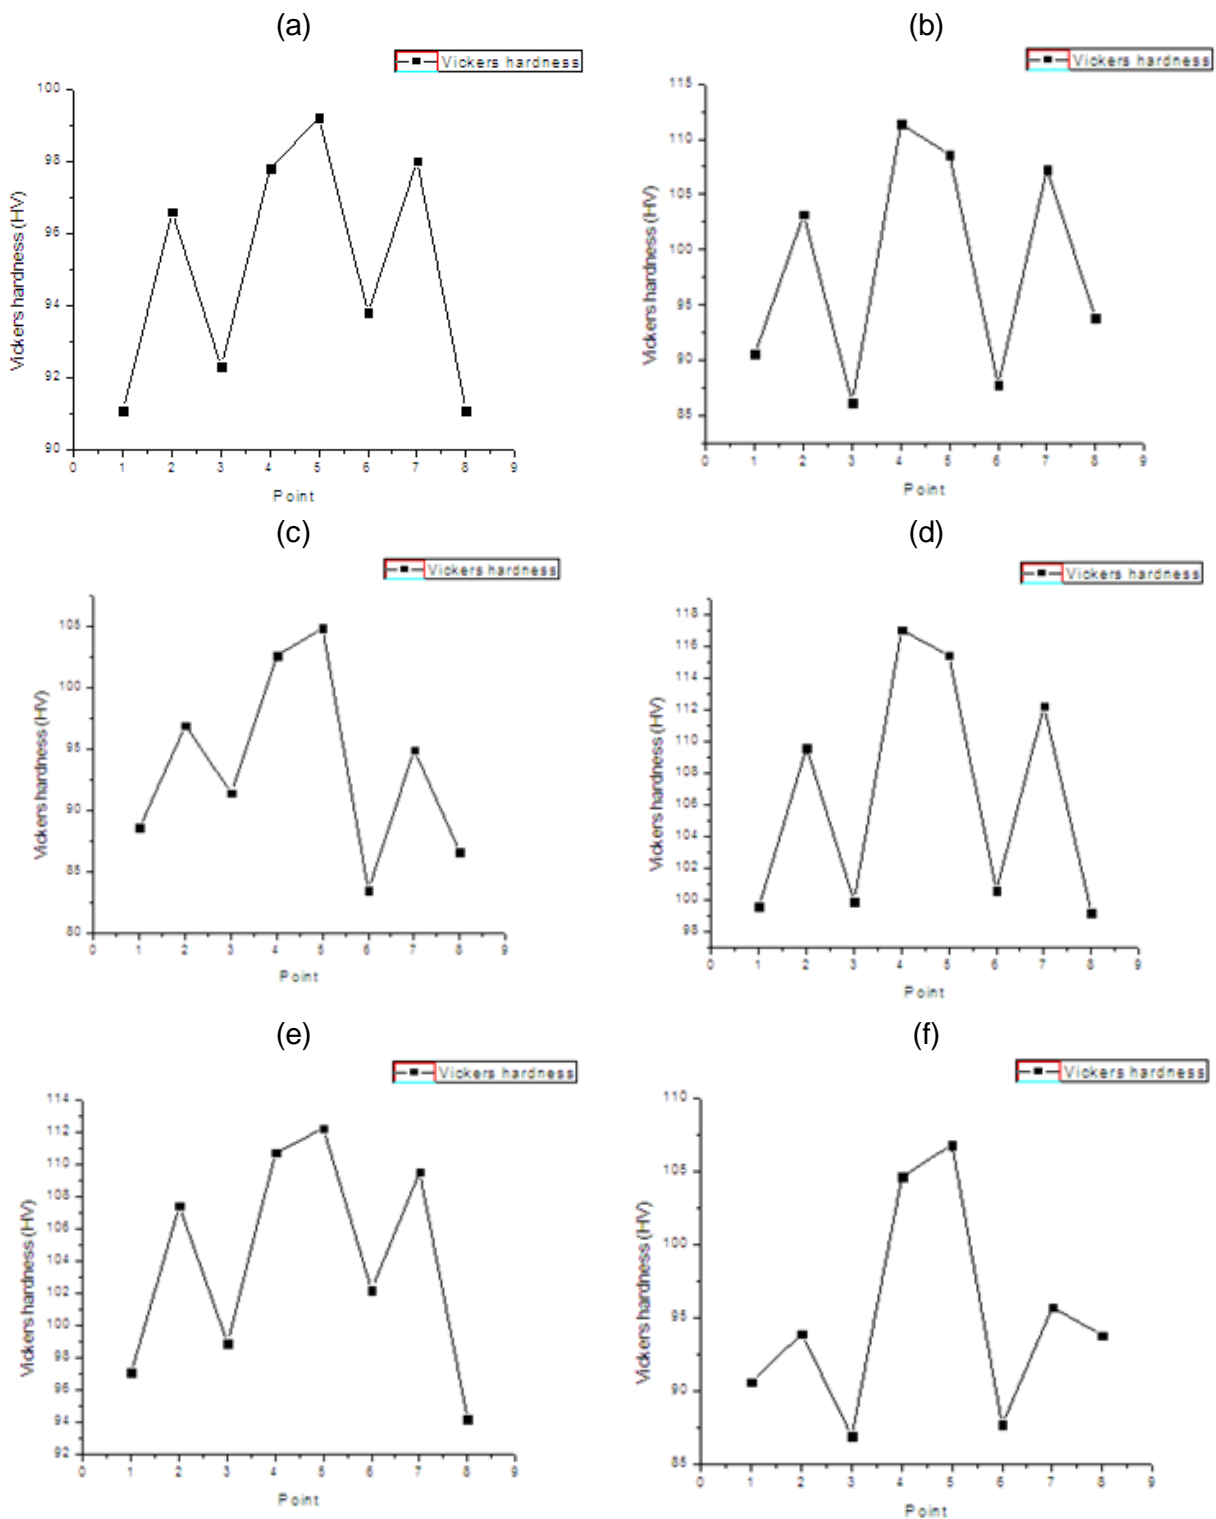 (a)
Vickers hardness
100
98
96
94
92
90
Vickers hardness (HV)
0 1 2 3 4 5 6 7 8 9
Point
(b)
Vickers hardness
115
110
105
100
95
90
85
Vickers hardness (HV)
0 1 2 3 4 5 6 7 8 9
Point
(c)
Vickers hardness
105
100
95
90
85
80
Vickers hardness (HV)
0 1 2 3 4 5 6 7 8 9
Point
(d)
Vickers hardness
118
116
114
112
110
108
106
104
102
100
98
Vickers hardness (HV)
0 1 2 3 4 5 6 7 8 9
Point
(e)
Vickers hardness
114
112
110
108
106
104
102
100
98
96
94
92
Vickers hardness (HV)
0 1 2 3 4 5 6 7 8 9
Point
(f)
Vickers hardness
110
105
100
95
90
85
Vickers hardness (HV)
0 1 2 3 4 5 6 7 8 9
Point